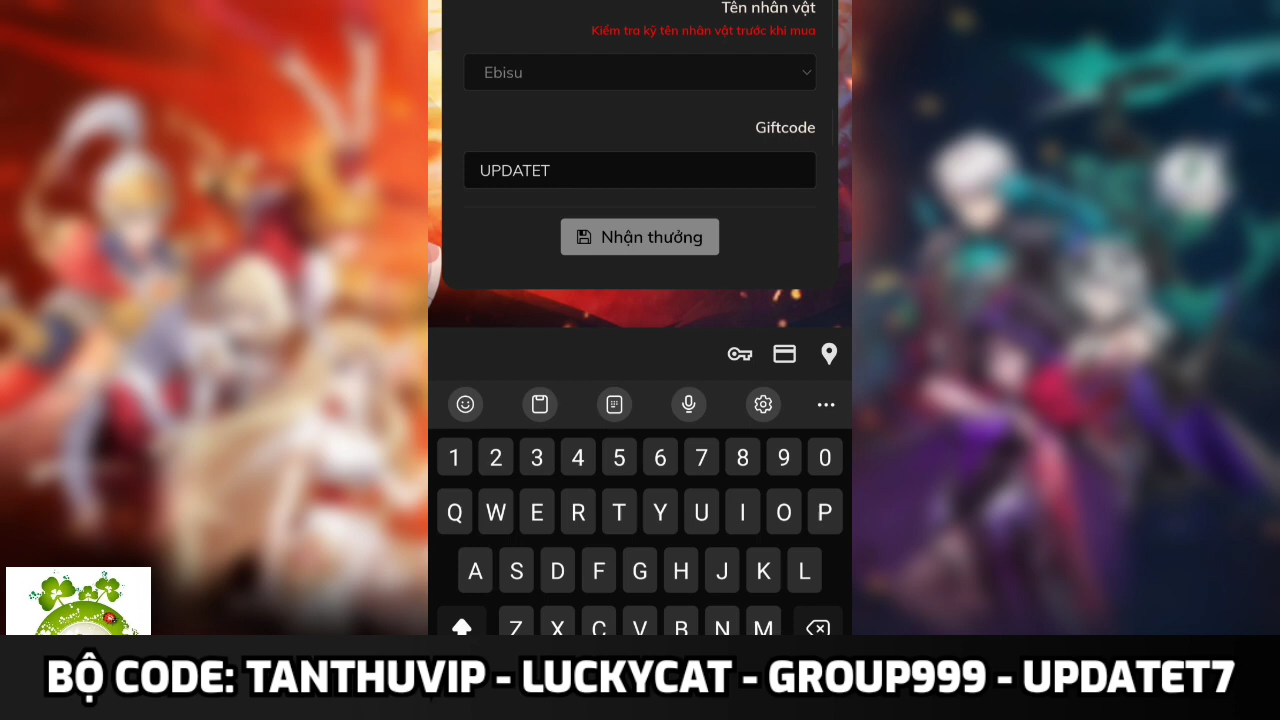 Tên nhân vật
Kiểm tra kỹ tên nhân vật trước khi mua
Ebisu
Giftcode
UPDATET
Nhận thưởng
1 2 3 4 5 6 7 8 9 0
Q W E R T Y U I O P
A S D F G H J K L
Z X C V B N M
BỘ CODE: TANTHUVIP - LUCKYCAT - GROUP999 - UPDATET7